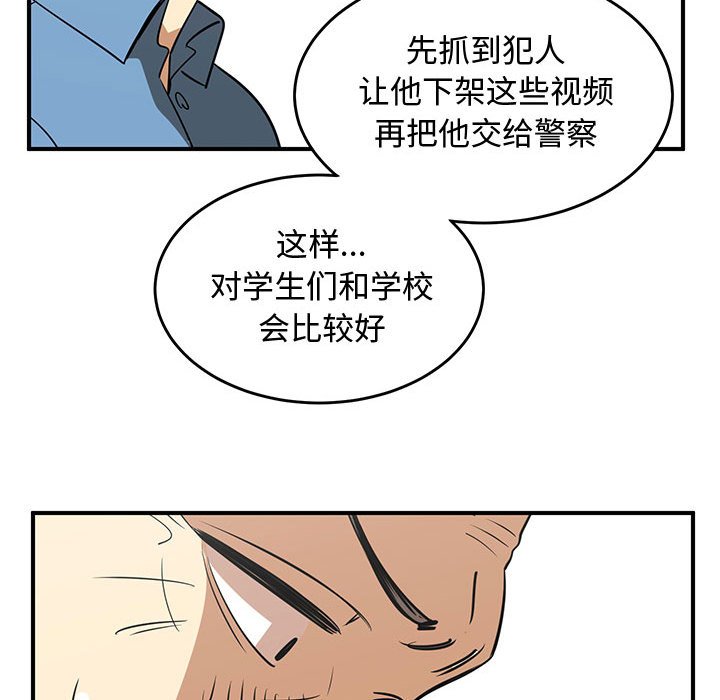 先抓到犯人
让他下架这些视频
再把他交给警察
这样...
对学生们和学校
会比较好